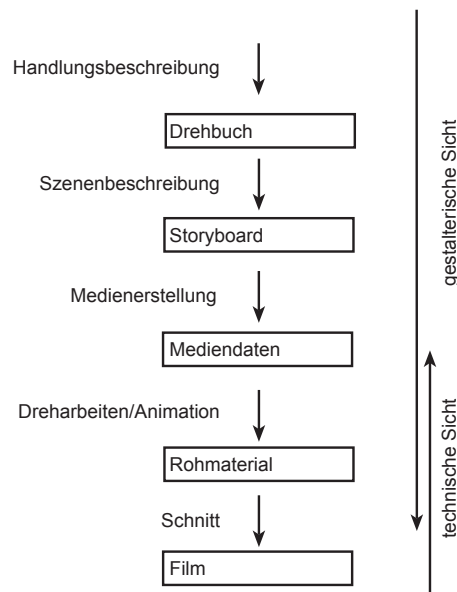 Handlungsbeschreibung
Drehbuch
Szenenbeschreibung
Storyboard
Medienerstellung
Mediendaten
Dreharbeiten/Animation
Rohmaterial
Schnitt
Film
gestalterische Sicht
technische Sicht